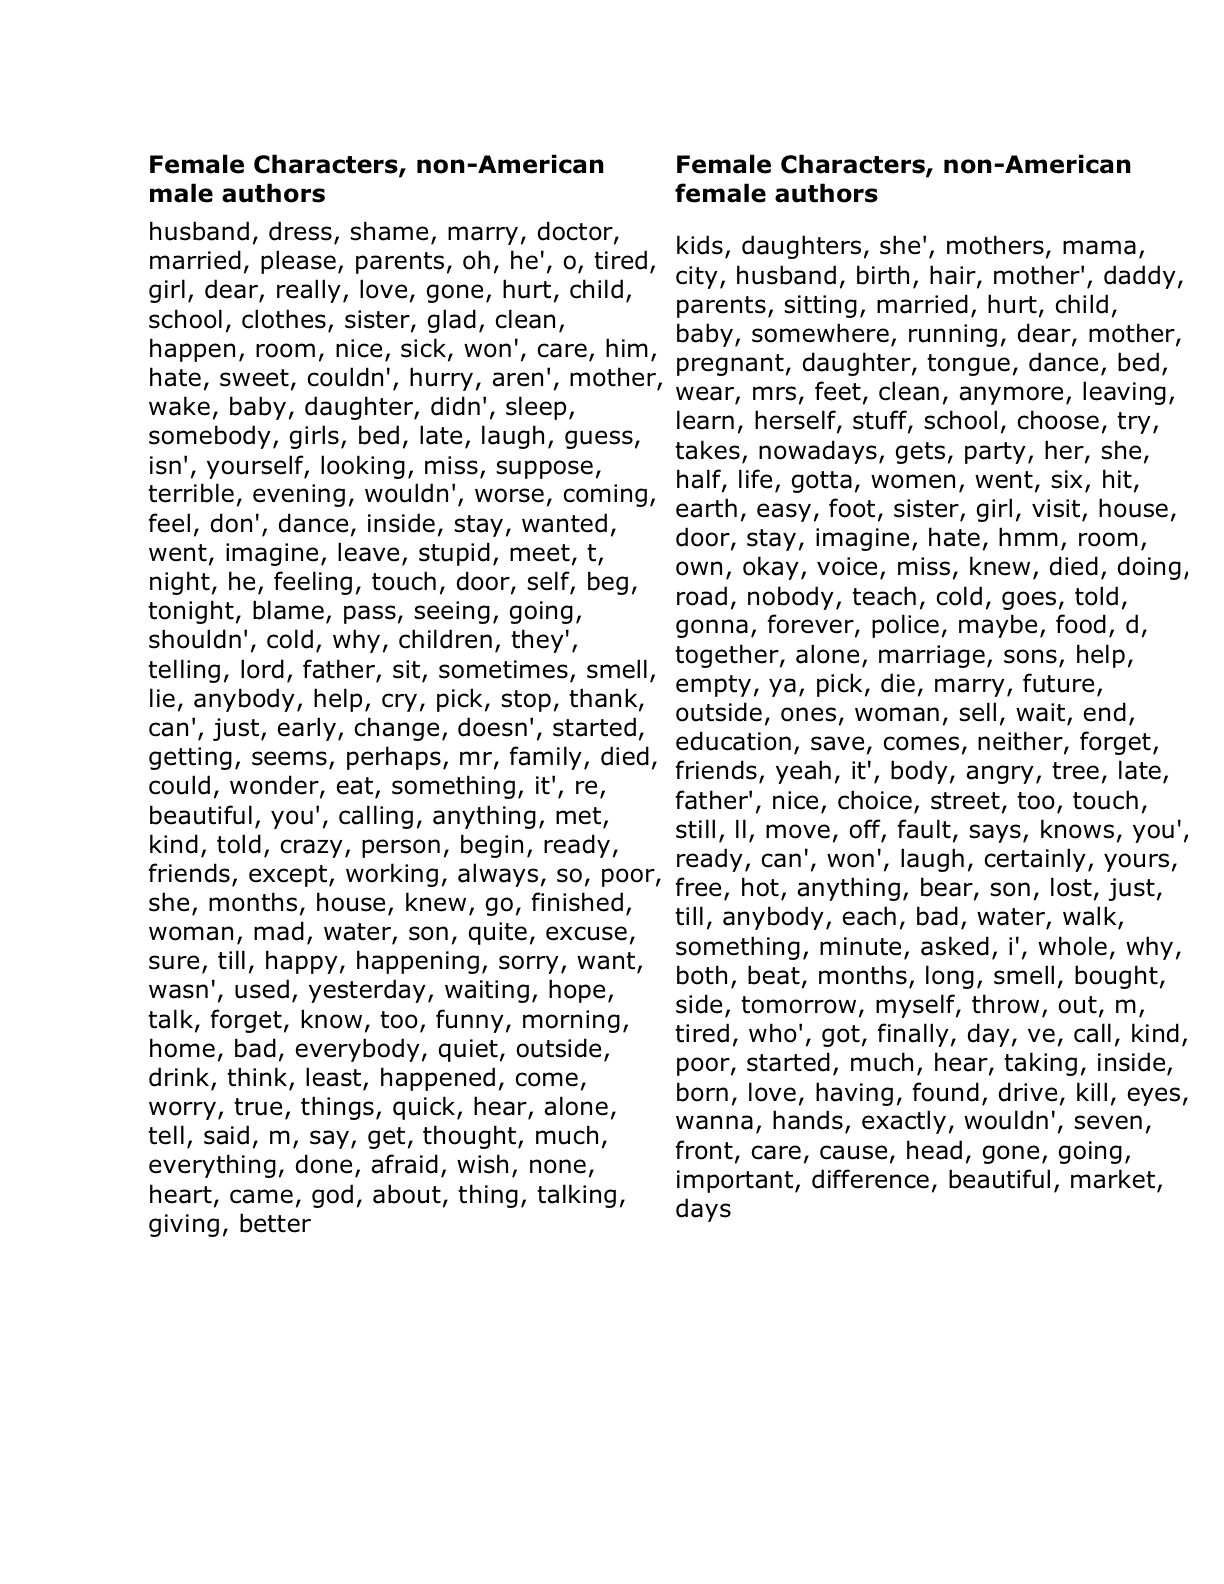 Female Characters, non-American
male authors
husband, dress, shame, marry, doctor,
married, please, parents, oh, he', o, tired,
girl, dear, really, love, gone, hurt, child,
school, clothes, sister, glad, clean,
happen, room, nice, sick, won', care, him,
hate, sweet, couldn', hurry, aren', mother,
wake, baby, daughter, didn', sleep,
somebody, girls, bed, late, laugh, guess,
isn', yourself, looking, miss, suppose,
terrible, evening, wouldn', worse, coming,
feel, don', dance, inside, stay, wanted,
went, imagine, leave, stupid, meet, t,
night, he, feeling, touch, door, self, beg,
tonight, blame, pass, seeing, going,
shouldn', cold, why, children, they',
telling, lord, father, sit, sometimes, smell,
lie, anybody, help, cry, pick, stop, thank,
can', just, early, change, doesn', started,
getting, seems, perhaps, mr, family, died,
could, wonder, eat, something, it', re,
beautiful, you', calling, anything, met,
kind, told, crazy, person, begin, ready,
friends, except, working, always, so, poor,
she, months, house, knew, go, finished,
woman, mad, water, son, quite, excuse,
sure, till, happy, happening, sorry, want,
wasn', used, yesterday, waiting, hope,
talk, forget, know, too, funny, morning,
home, bad, everybody, quiet, outside,
drink, think, least, happened, come,
worry, true, things, quick, hear, alone,
tell, said, m, say, get, thought, much,
everything, done, afraid, wish, none,
heart, came, god, about, thing, talking,
giving, better
Female Characters, non-American
female authors
kids, daughters, she', mothers, mama,
city, husband, birth, hair, mother', daddy,
parents, sitting, married, hurt, child,
baby, somewhere, running, dear, mother,
pregnant, daughter, tongue, dance, bed,
wear, mrs, feet, clean, anymore, leaving,
learn, herself, stuff, school, choose, try,
takes, nowadays, gets, party, her, she,
half, life, gotta, women, went, six, hit,
earth, easy, foot, sister, girl, visit, house,
door, stay, imagine, hate, hmm, room,
own, okay, voice, miss, knew, died, doing,
road, nobody, teach, cold, goes, told,
gonna, forever, police, maybe, food, d,
together, alone, marriage, sons, help,
empty, ya, pick, die, marry, future,
outside, ones, woman, sell, wait, end,
education, save, comes, neither, forget,
friends, yeah, it', body, angry, tree, late,
father', nice, choice, street, too, touch,
still, ll, move, off, fault, says, knows, you',
ready, can', won', laugh, certainly, yours,
free, hot, anything, bear, son, lost, just,
till, anybody, each, bad, water, walk,
something, minute, asked, i', whole, why,
both, beat, months, long, smell, bought,
side, tomorrow, myself, throw, out, m,
tired, who', got, finally, day, ve, call, kind,
poor, started, much, hear, taking, inside,
born, love, having, found, drive, kill, eyes,
wanna, hands, exactly, wouldn', seven,
front, care, cause, head, gone, going,
important, difference, beautiful, market,
days